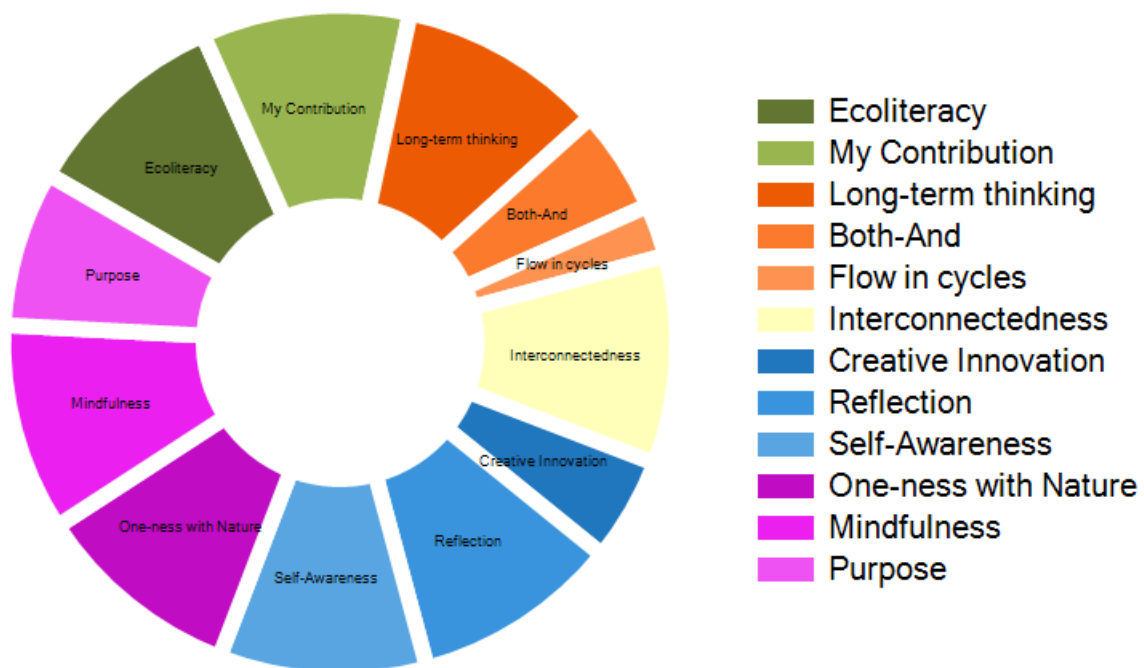 My Contribution
Long-term thinking
Ecoliteracy
Both-And
Flow in cycles
Purpose
Interconnectedness
Mindfulness
Creative Innovation
One-ness with Nature
Reflection
Self-Awareness
Ecoliteracy
My Contribution
Long-term thinking
Both-And
Flow in cycles
Interconnectedness
Creative Innovation
Reflection
Self-Awareness
One-ness with Nature
Mindfulness
Purpose